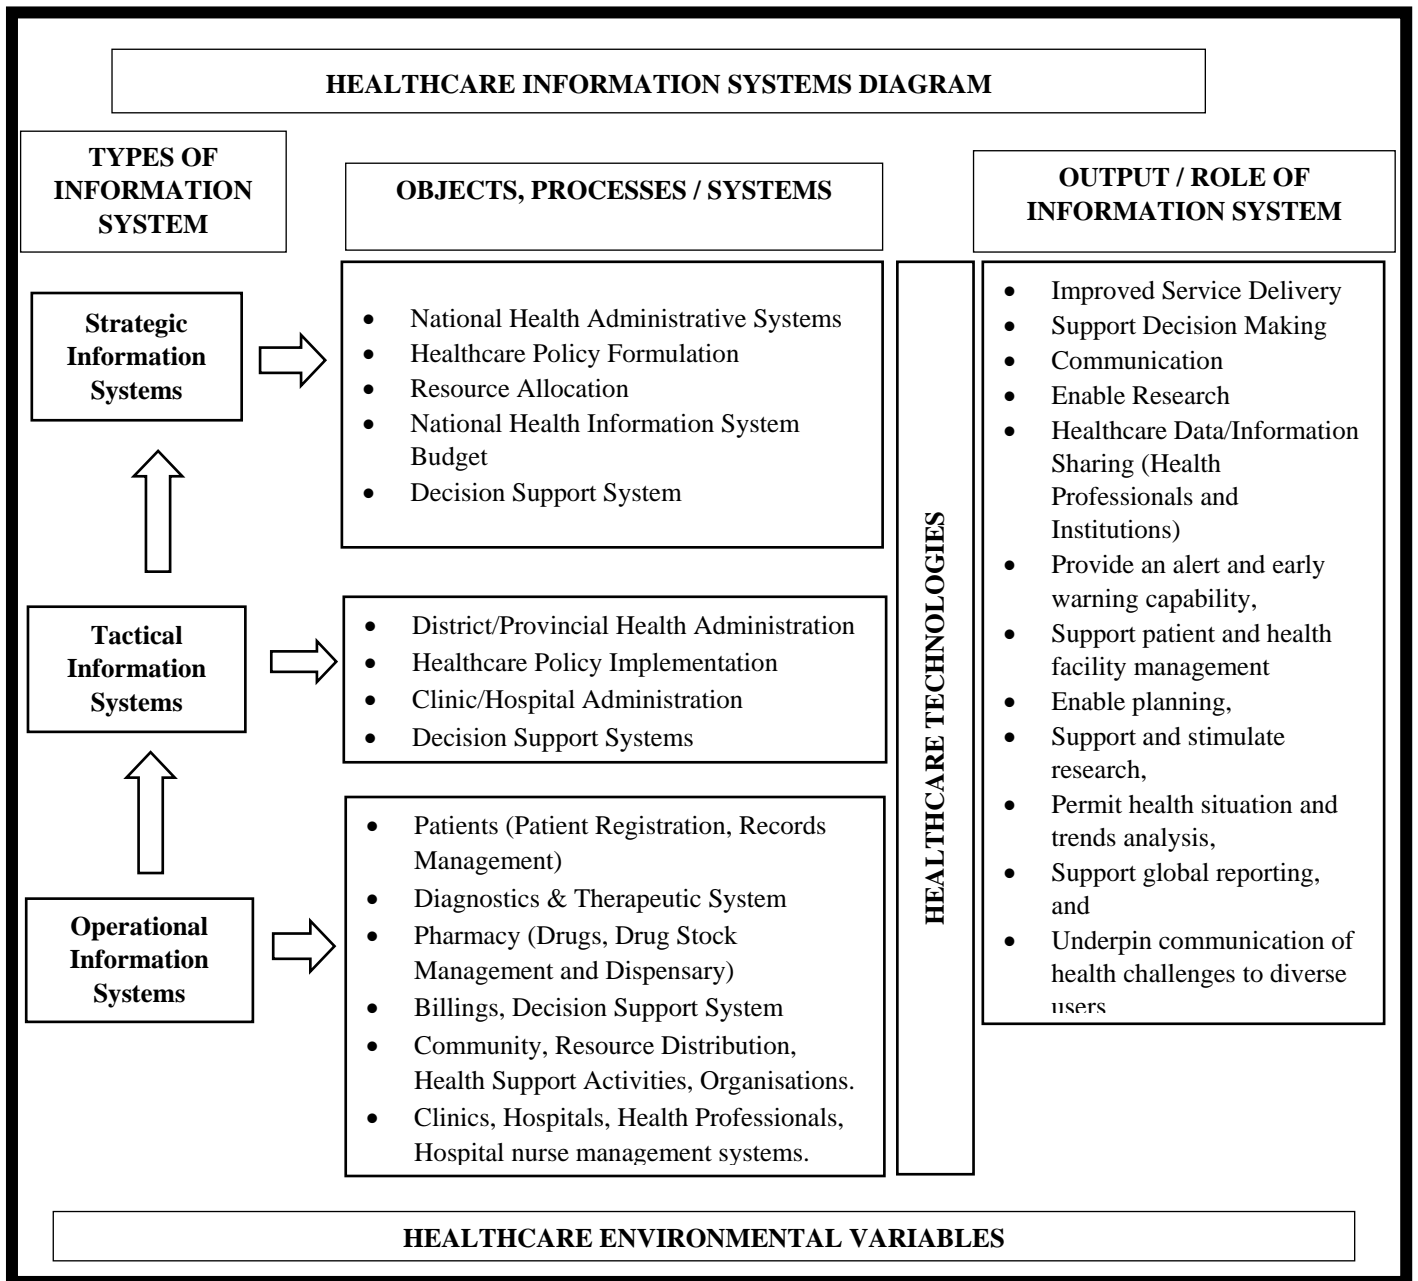 HEALTHCARE INFORMATION SYSTEMS DIAGRAM
TYPES OF
INFORMATION
SYSTEM
OBJECTS, PROCESSES / SYSTEMS
OUTPUT / ROLE OF
INFORMATION SYSTEM
Strategic
Information
Systems
• National Health Administrative Systems
• Healthcare Policy Formulation
• Resource Allocation
• National Health Information System
Budget
• Decision Support System
Tactical
Information
Systems
• District/Provincial Health Administration
• Healthcare Policy Implementation
• Clinic/Hospital Administration
• Decision Support Systems
Operational
Information
Systems
• Patients (Patient Registration, Records
Management)
• Diagnostics & Therapeutic System
• Pharmacy (Drugs, Drug Stock
Management and Dispensary)
• Billings, Decision Support System
• Community, Resource Distribution,
Health Support Activities, Organisations.
• Clinics, Hospitals, Health Professionals,
Hospital nurse management systems.
HEALTHCARE TECHNOLOGIES
• Improved Service Delivery
• Support Decision Making
• Communication
• Enable Research
• Healthcare Data/Information
Sharing (Health
Professionals and
Institutions)
• Provide an alert and early
warning capability,
• Support patient and health
facility management
• Enable planning,
• Support and stimulate
research,
• Permit health situation and
trends analysis,
• Support global reporting,
and
• Underpin communication of
health challenges to diverse
users
HEALTHCARE ENVIRONMENTAL VARIABLES